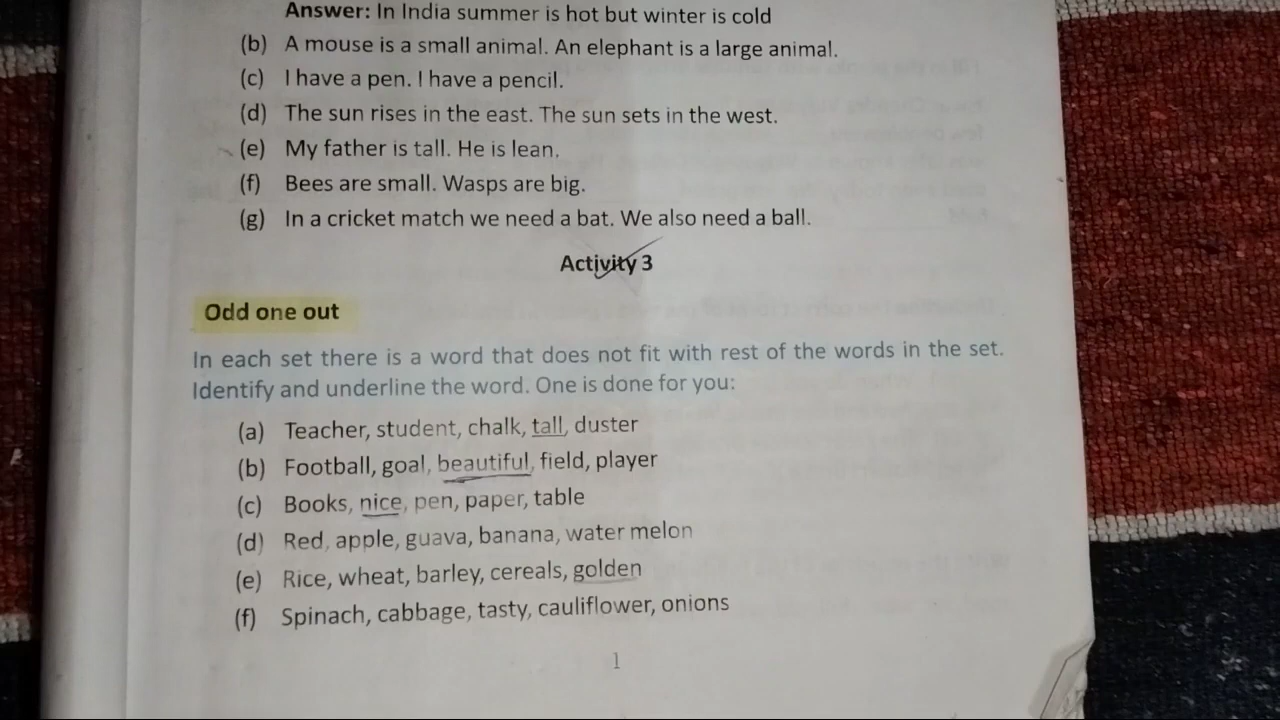 Answer: In India summer is hot but winter is cold
(b) A mouse is a small animal. An elephant is a large animal.
(c) I have a pen. I have a pencil.
(d) The sun rises in the east. The sun sets in the west.
(e) My father is tall. He is lean.
(f) Bees are small. Wasps are big.
(g) In a cricket match we need a bat. We also need a ball.
Activity 3
Odd one out
In each set there is a word that does not fit with rest of the words in the set.
Identify and underline the word. One is done for you:
(a) Teacher, student, chalk, tall, duster
(b) Football, goal, beautiful, field, player
(c) Books, nice, pen, paper, table
(d) Red, apple, guava, banana, water melon
(e) Rice, wheat, barley, cereals, golden
(f) Spinach, cabbage, tasty, cauliflower, onions
1